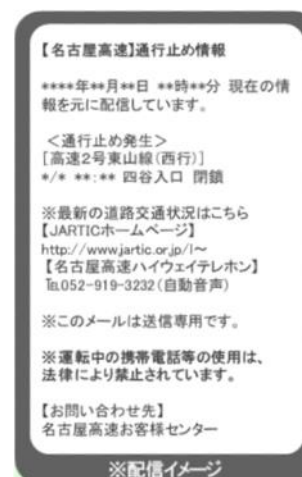 【名古屋高速】通行止め情報
****年**月**日 **時**分 現在の情
報を元に配信しています。
＜通行止め発生＞
[高速2号東山線(西行)]
*/* **:** 四谷入口 閉鎖
※最新の道路交通状況はこちら
【JARTICホームページ】
http://www.jartic.or.jp/l～
【名古屋高速ハイウェイテレホン】
℡052-919-3232(自動音声)
※このメールは送信専用です。
※運転中の携帯電話等の使用は、
法律により禁止されています。
【お問い合わせ先】
名古屋高速お客様センター
※配信イメージ